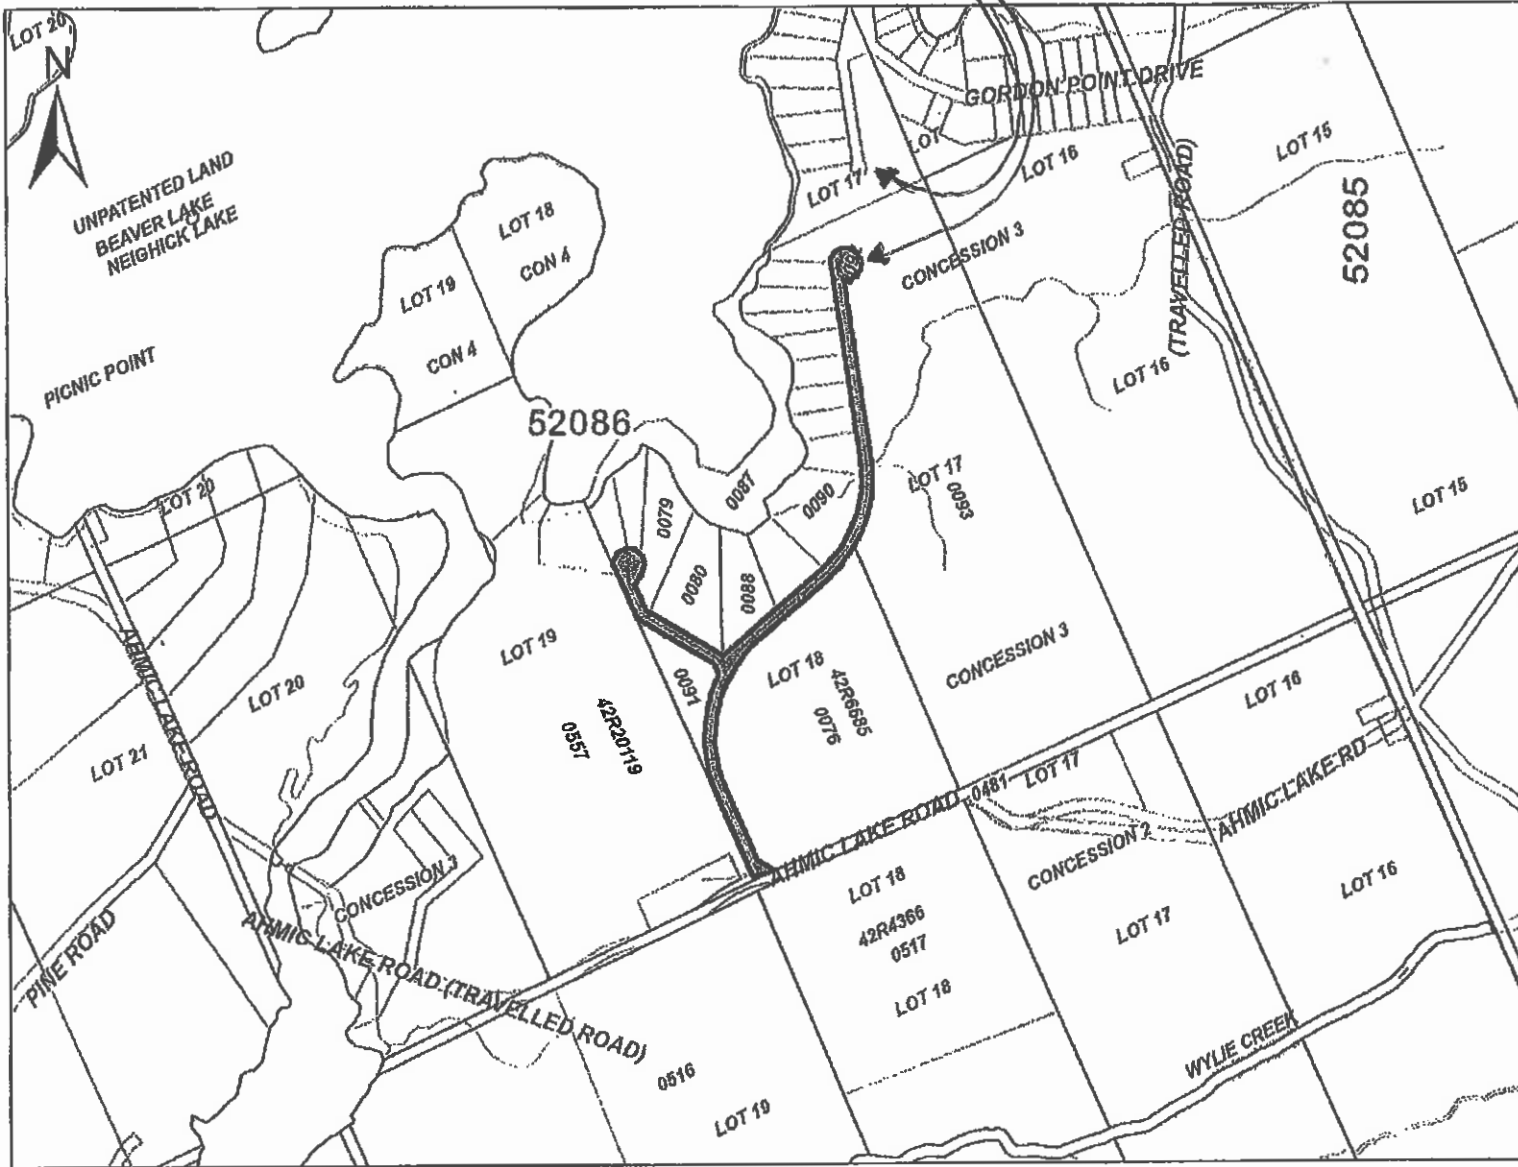 LOT 20
N
GORDON POINT DRIVE
UNPATENTED LAND
BEAVER LAKE
NEIGHICK LAKE
LOT 18
CON 4
LOT 19
CON 4
LOT 17
LOT
LOT 16
(TRAVELLED ROAD)
LOT 15
52085
CONCESSION 3
LOT 16
PICNIC POINT
52086
LOT 20
0079
0087
0090
LOT 17
0093
LOT 15
0080
0088
LOT 19
0091
LOT 18
42R6685
0076
CONCESSION 3
LOT 16
AHMIC LAKE ROAD
LOT 20
LOT 21
42R20119
0557
AHMIC LAKE ROAD
0481
LOT 17
AHMIC LAKE RD
CONCESSION 2
CONCESSION 3
LOT 18
42R4366
0517
LOT 18
LOT 17
LOT 16
PINE ROAD
AHMIC LAKE ROAD (TRAVELLED ROAD)
WYLIE CREEK
0516
LOT 19